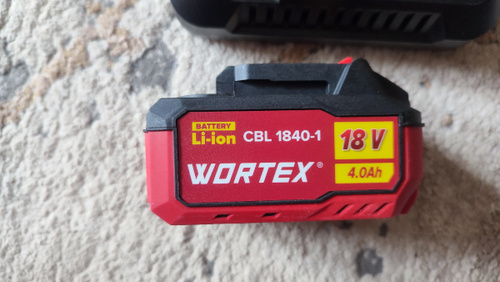 BATTERY
Li-ion CBL 1840-1 18 V
WORTEX® 4.0Ah